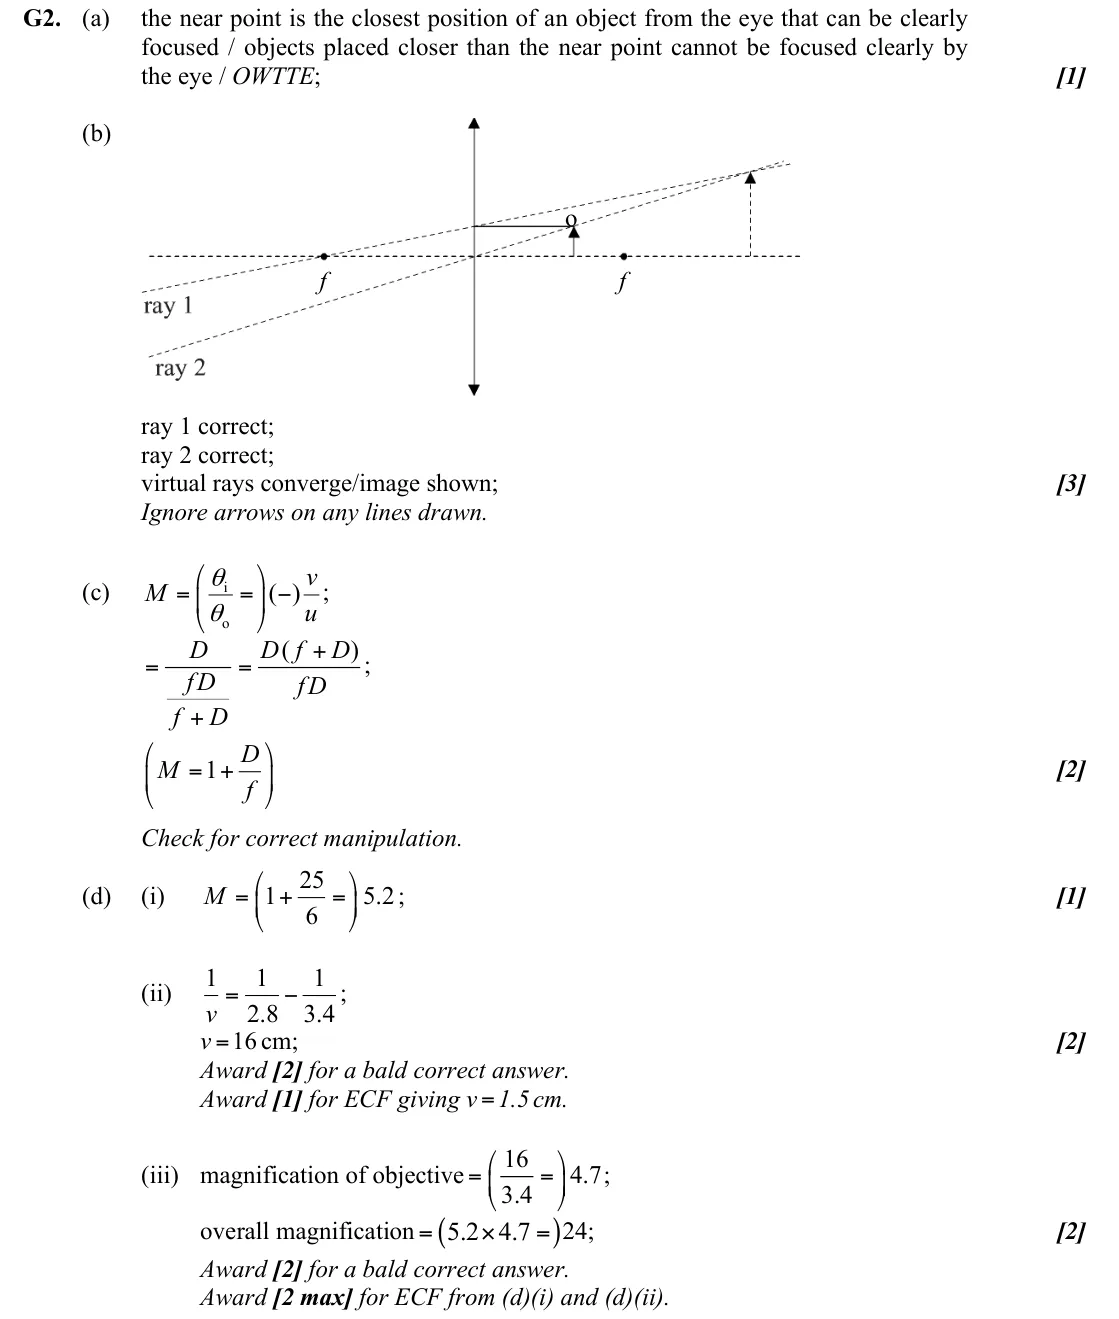 G2. (a) the near point is the closest position of an object from the eye that can be clearly
focused / objects placed closer than the near point cannot be focused clearly by
the eye / OWTTE; [1]
(b)
o
f f
ray 1
ray 2
ray 1 correct;
ray 2 correct;
virtual rays converge/image shown; [3]
Ignore arrows on any lines drawn.
(c) M = (θi/θo =)(−)v/u;
= D/(fD/(f + D)) = D(f + D)/fD;
(M = 1 + D/f) [2]
Check for correct manipulation.
(d) (i) M = (1 + 25/6 =) 5.2; [1]
(ii) 1/v = 1/2.8 − 1/3.4;
v = 16 cm; [2]
Award [2] for a bald correct answer.
Award [1] for ECF giving v = 1.5 cm.
(iii) magnification of objective = (16/3.4 =) 4.7;
overall magnification = (5.2 × 4.7 =) 24; [2]
Award [2] for a bald correct answer.
Award [2 max] for ECF from (d)(i) and (d)(ii).